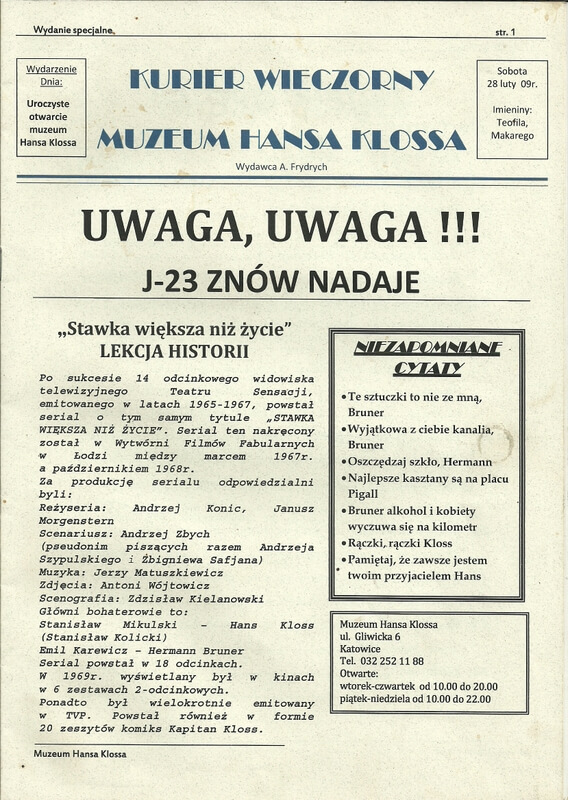 Wydanie specjalne
str. 1
Wydarzenie
Dnia:
Uroczyste
otwarcie
muzeum
Hansa Klossa
KURIER WIECZORNY
MUZEUM HANSA KLOSSA
Wydawca A. Frydrych
Sobota
28 luty 09r.
Imieniny:
Teofila,
Makarego
UWAGA, UWAGA !!!
J-23 ZNÓW NADAJE
„Stawka większa niż życie”
LEKCJA HISTORII
Po sukcesie 14 odcinkowego widowiska
telewizyjnego Teatru Sensacji,
emitowanego w latach 1965-1967, powstał
serial o tym samym tytule „STAWKA
WIĘKSZA NIŻ ŻYCIE”. Serial ten nakręcony
został w Wytwórni Filmów Fabularnych
w Łodzi między marcem 1967r.
a październikiem 1968r.
Za produkcję serialu odpowiedzialni
byli:
Reżyseria: Andrzej Konic, Janusz
Morgenstern
Scenariusz: Andrzej Zbych
(pseudonim piszących razem Andrzeja
Szypulskiego i Zbigniewa Safjana)
Muzyka: Jerzy Matuszkiewicz
Zdjęcia: Antoni Wójtowicz
Scenografia: Zdzisław Kielanowski
Główni bohaterowie to:
Stanisław Mikulski – Hans Kloss
(Stanisław Kolicki)
Emil Karewicz – Hermann Bruner
Serial powstał w 18 odcinkach.
W 1969r. wyświetlany był w kinach
w 6 zestawach 2-odcinkowych.
Ponadto był wielokrotnie emitowany
w TVP. Powstał również w formie
20 zeszytów komiks Kapitan Kloss.
NIEZAPOMNIANE
CYTATY
• Te sztuczki to nie ze mną,
Bruner
• Wyjątkowa z ciebie kanalia,
Bruner
• Oszczędzaj szkło, Hermann
• Najlepsze kasztany są na placu
Pigall
• Bruner alkohol i kobiety
wyczuwa się na kilometr
• Rączki, rączki Kloss
• Pamiętaj, że zawsze jestem
twoim przyjacielem Hans
Muzeum Hansa Klossa
ul. Gliwicka 6
Katowice
Tel. 032 252 11 88
Otwarte:
wtorek-czwartek od 10.00 do 20.00
piątek-niedziela od 10.00 do 22.00
Muzeum Hansa Klossa